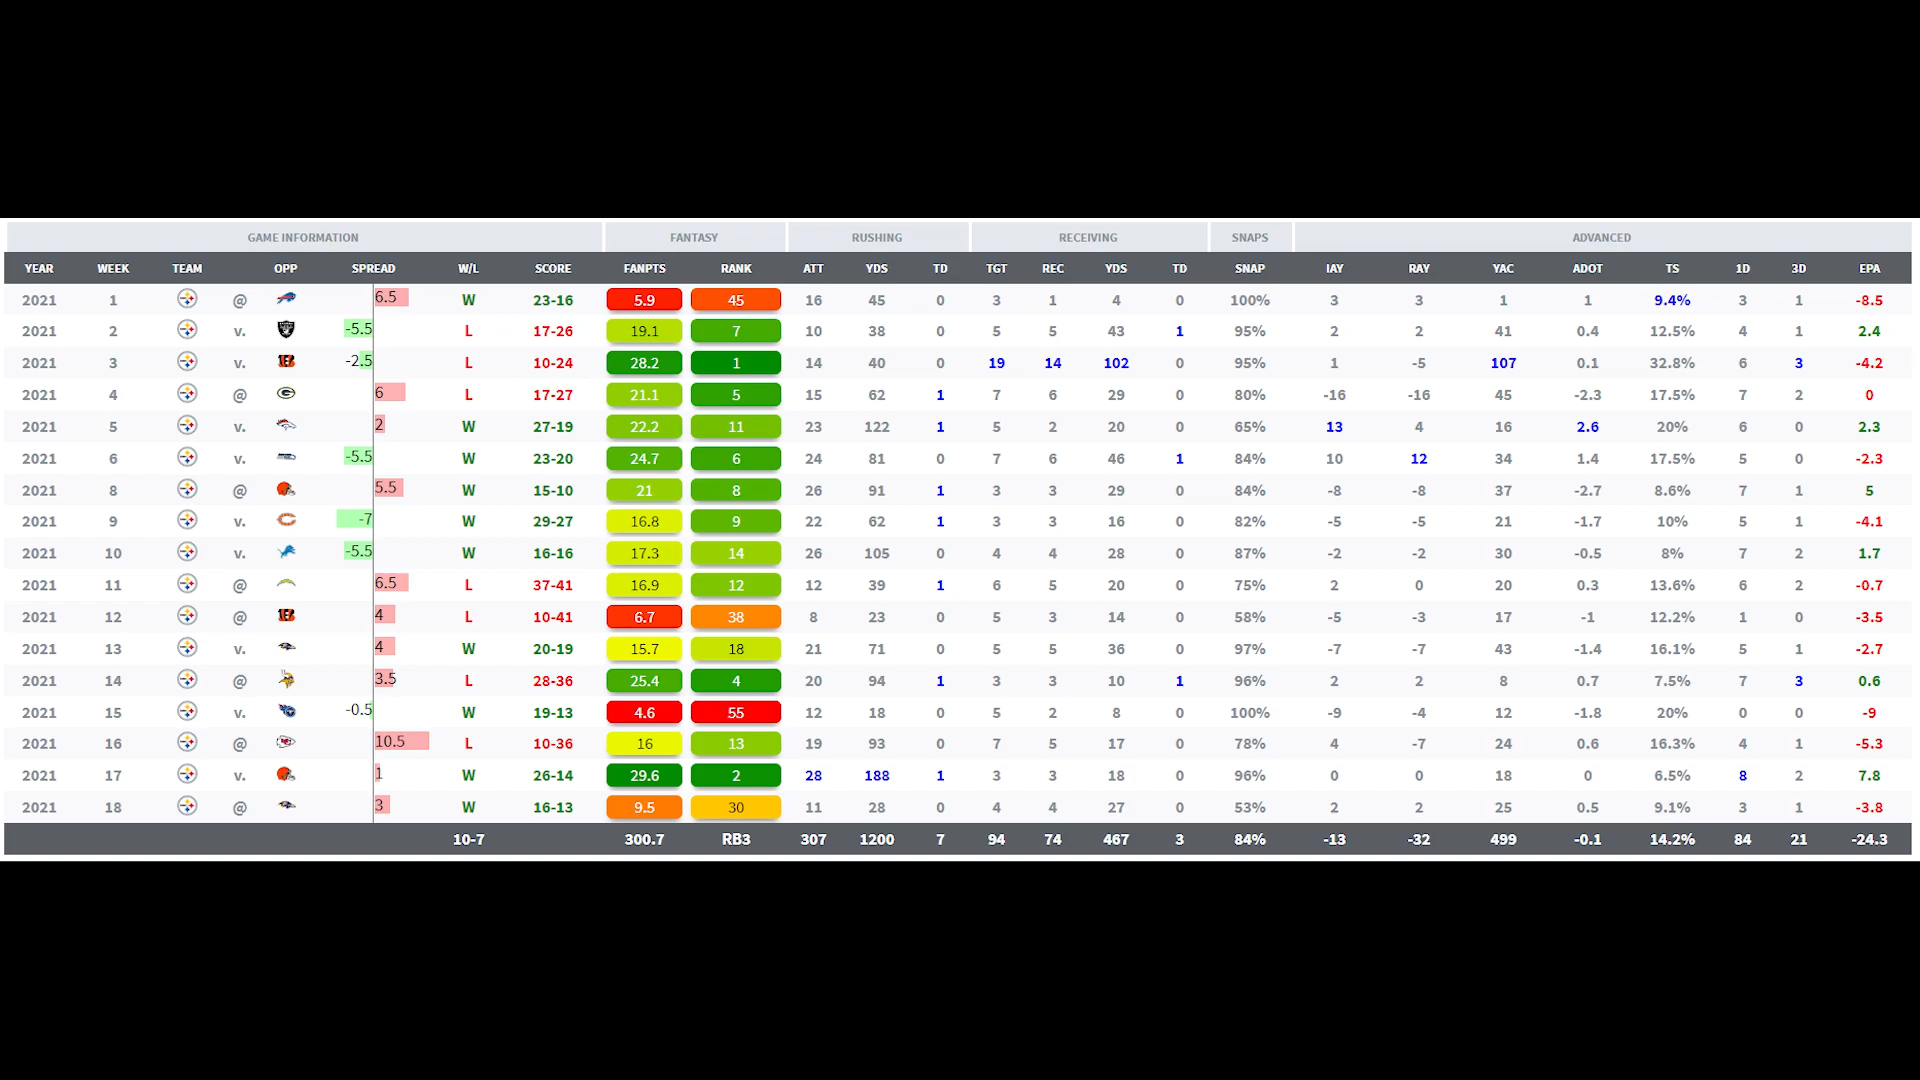 GAME INFORMATION FANTASY RUSHING RECEIVING SNAPS ADVANCED
YEAR WEEK TEAM OPP SPREAD W/L SCORE FANPTS RANK ATT YDS TD TGT REC YDS TD SNAP IAY RAY YAC ADOT TS 1D 3D EPA
2021 1 @ 6.5 W 23-16 5.9 45 16 45 0 3 1 4 0 100% 3 3 1 1 9.4% 3 1 -8.5
2021 2 v. -5.5 L 17-26 19.1 7 10 38 0 5 5 43 1 95% 2 2 41 0.4 12.5% 4 1 2.4
2021 3 v. -2.5 L 10-24 28.2 1 14 40 0 19 14 102 0 95% 1 -5 107 0.1 32.8% 6 3 -4.2
2021 4 @ 6 L 17-27 21.1 5 15 62 1 7 6 29 0 80% -16 -16 45 -2.3 17.5% 7 2 0
2021 5 v. 2 W 27-19 22.2 11 23 122 1 5 2 20 0 65% 13 4 16 2.6 20% 6 0 2.3
2021 6 v. -5.5 W 23-20 24.7 6 24 81 0 7 6 46 1 84% 10 12 34 1.4 17.5% 5 0 -2.3
2021 8 @ 5.5 W 15-10 21 8 26 91 1 3 3 29 0 84% -8 -8 37 -2.7 8.6% 7 1 5
2021 9 v. -7 W 29-27 16.8 9 22 62 1 3 3 16 0 82% -5 -5 21 -1.7 10% 5 1 -4.1
2021 10 v. -5.5 W 16-16 17.3 14 26 105 0 4 4 28 0 87% -2 -2 30 -0.5 8% 7 2 1.7
2021 11 @ 6.5 L 37-41 16.9 12 12 39 1 6 5 20 0 75% 2 0 20 0.3 13.6% 6 2 -0.7
2021 12 @ 4 L 10-41 6.7 38 8 23 0 5 3 14 0 58% -5 -3 17 -1 12.2% 1 0 -3.5
2021 13 v. 4 W 20-19 15.7 18 21 71 0 5 5 36 0 97% -7 -7 43 -1.4 16.1% 5 1 -2.7
2021 14 @ 3.5 L 28-36 25.4 4 20 94 1 3 3 10 1 96% 2 2 8 0.7 7.5% 7 3 0.6
2021 15 v. -0.5 W 19-13 4.6 55 12 18 0 5 2 8 0 100% -9 -4 12 -1.8 20% 0 0 -9
2021 16 @ 10.5 L 10-36 16 13 19 93 0 7 5 17 0 78% 4 -7 24 0.6 16.3% 4 1 -5.3
2021 17 v. 1 W 26-14 29.6 2 28 188 1 3 3 18 0 96% 0 0 18 0 6.5% 8 2 7.8
2021 18 @ 3 W 16-13 9.5 30 11 28 0 4 4 27 0 53% 2 2 25 0.5 9.1% 3 1 -3.8
10-7 300.7 RB3 307 1200 7 94 74 467 3 84% -13 -32 499 -0.1 14.2% 84 21 -24.3